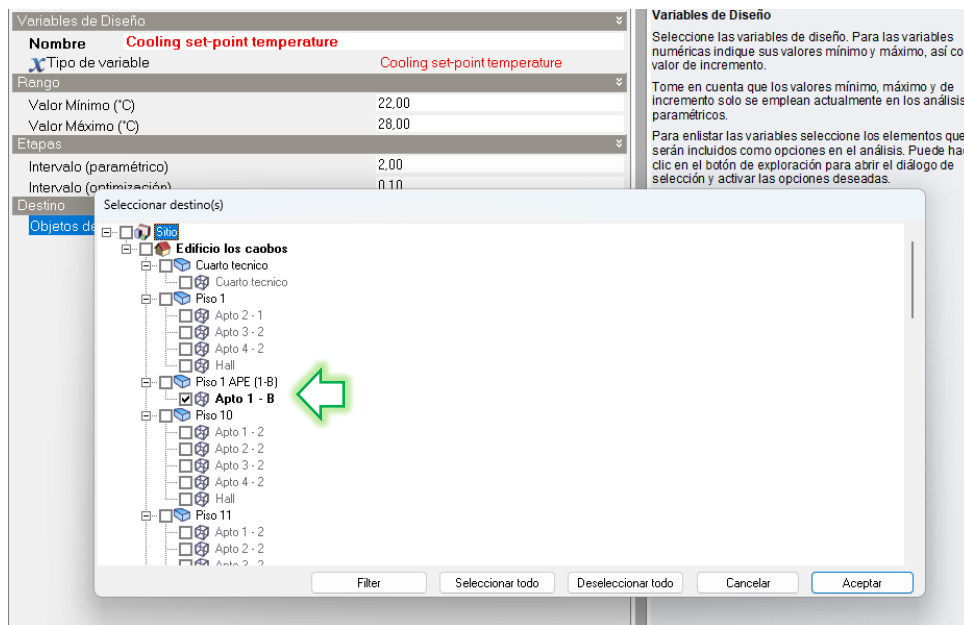 Variables de Diseño
Nombre Cooling set-point temperature
Tipo de variable Cooling set-point temperature
Rango
Valor Mínimo (°C) 22,00
Valor Máximo (°C) 28,00
Etapas
Intervalo (paramétrico) 2,00
Intervalo (optimización) 0,10
Destino
Objetos de
Seleccionar destino(s)
Sitio
Edificio los caobos
Cuarto tecnico
Cuarto tecnico
Piso 1
Apto 2 - 1
Apto 3 - 2
Apto 4 - 2
Hall
Piso 1 APE (1-B)
Apto 1 - B
Piso 10
Apto 1 - 2
Apto 2 - 2
Apto 3 - 2
Apto 4 - 2
Hall
Piso 11
Apto 1 - 2
Apto 2 - 2
Apto 3 - 2
Filter Seleccionar todo Deseleccionar todo Cancelar Aceptar
Variables de Diseño
Seleccione las variables de diseño. Para las variables
numéricas indique sus valores mínimo y máximo, así co
valor de incremento.
Tome en cuenta que los valores mínimo, máximo y de
incremento solo se emplean actualmente en los análisis
paramétricos.
Para enlistar las variables seleccione los elementos que
serán incluidos como opciones en el análisis. Puede ha
clic en el botón de exploración para abrir el diálogo de
selección y activar las opciones deseadas.